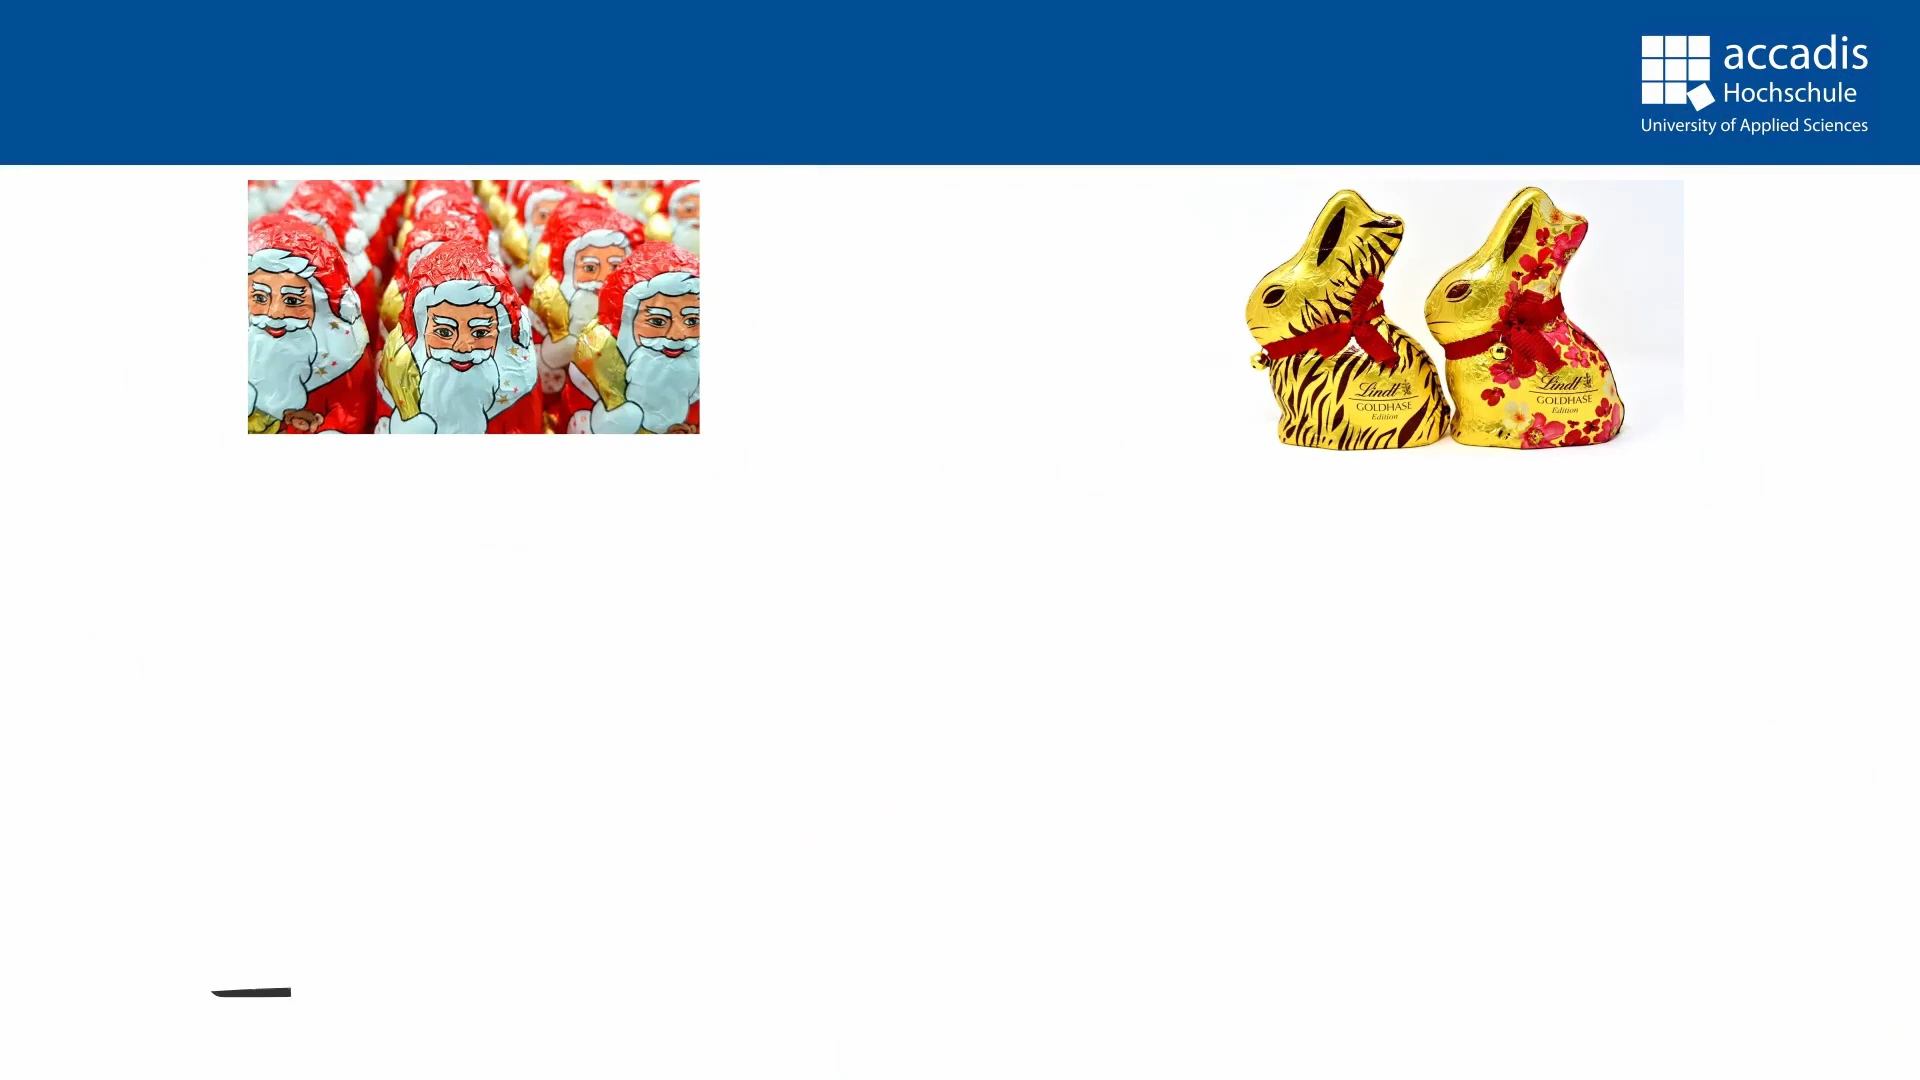 accadis
Hochschule
University of Applied Sciences
Lindt
GOLDHASE
Edition
Lindt
GOLDHASE
Edition